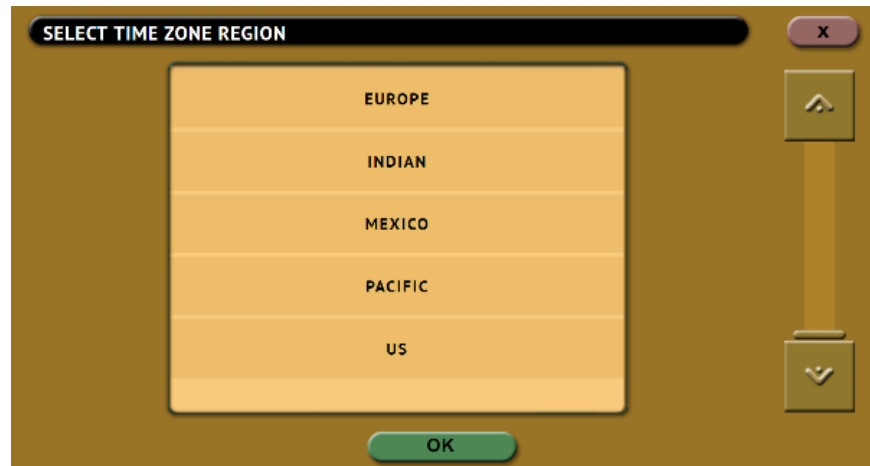 SELECT TIME ZONE REGION
X
EUROPE
INDIAN
MEXICO
PACIFIC
US
OK